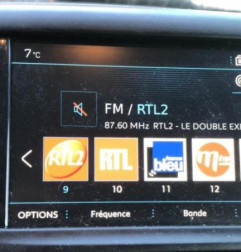 7 °C
FM / RTL2
87.60 MHz RTL2 - LE DOUBLE EX
RTL2 RTL bleu m
9 10 11 12
OPTIONS Fréquence Bande